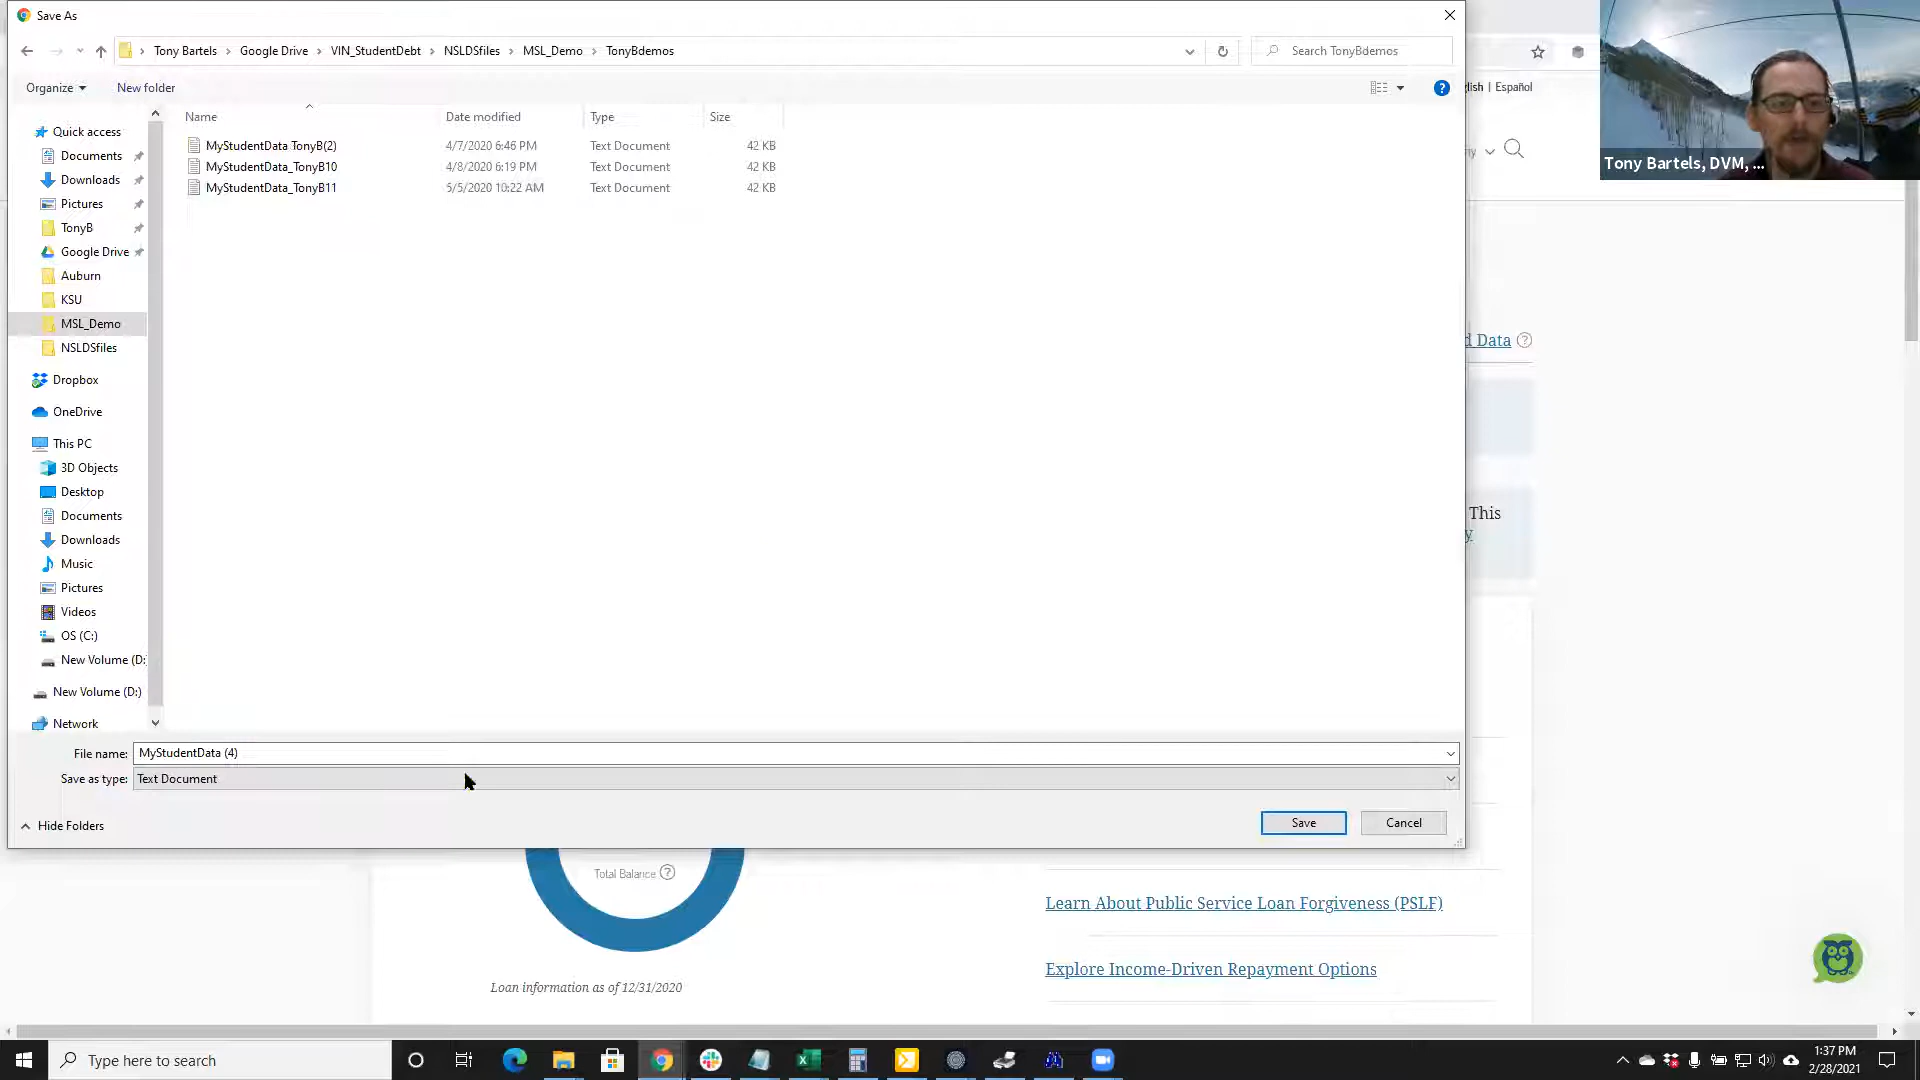 Save As
Tony Bartels > Google Drive > VIN_StudentDebt > NSLDSfiles > MSL_Demo > TonyBdemos
Search TonyBdemos
Organize
New folder
Name
Date modified
Type
Size
MyStudentData TonyB(2) 4/7/2020 6:46 PM Text Document 42 KB
MyStudentData_TonyB10 4/8/2020 6:19 PM Text Document 42 KB
MyStudentData_TonyB11 5/5/2020 10:22 AM Text Document 42 KB
Quick access
Documents
Downloads
Pictures
TonyB
Google Drive
Auburn
KSU
MSL_Demo
NSLDSfiles
Dropbox
OneDrive
This PC
3D Objects
Desktop
Documents
Downloads
Music
Pictures
Videos
OS (C:)
New Volume (D:
New Volume (D:)
Network
File name: MyStudentData (4)
Save as type: Text Document
Hide Folders
Save
Cancel
lish | Español
Tony Bartels, DVM, ...
d Data
This
y
Total Balance
Loan information as of 12/31/2020
Learn About Public Service Loan Forgiveness (PSLF)
Explore Income-Driven Repayment Options
Type here to search
1:37 PM
2/28/2021